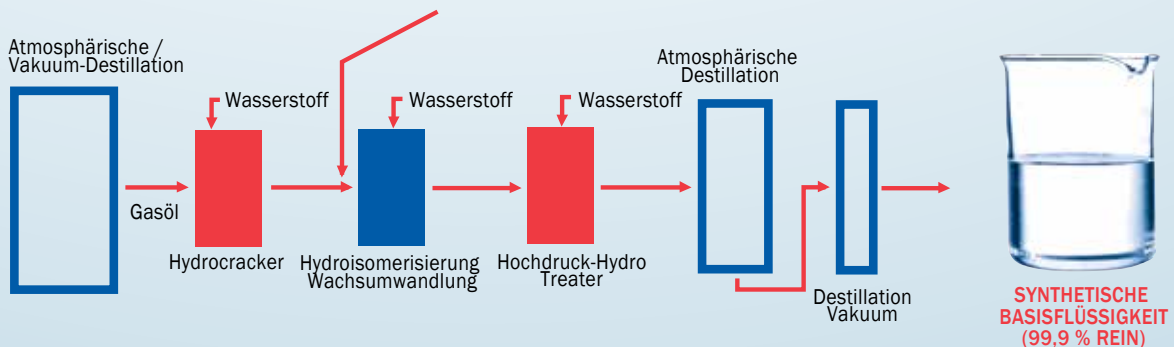 Atmosphärische /
Vakuum-Destillation
Gasöl
Wasserstoff
Hydrocracker
Wasserstoff
Hydroisomerisierung
Wachsumwandlung
Wasserstoff
Hochdruck-Hydro
Treater
Atmosphärische
Destillation
Destillation
Vakuum
SYNTHETISCHE
BASISFLÜSSIGKEIT
(99,9 % REIN)